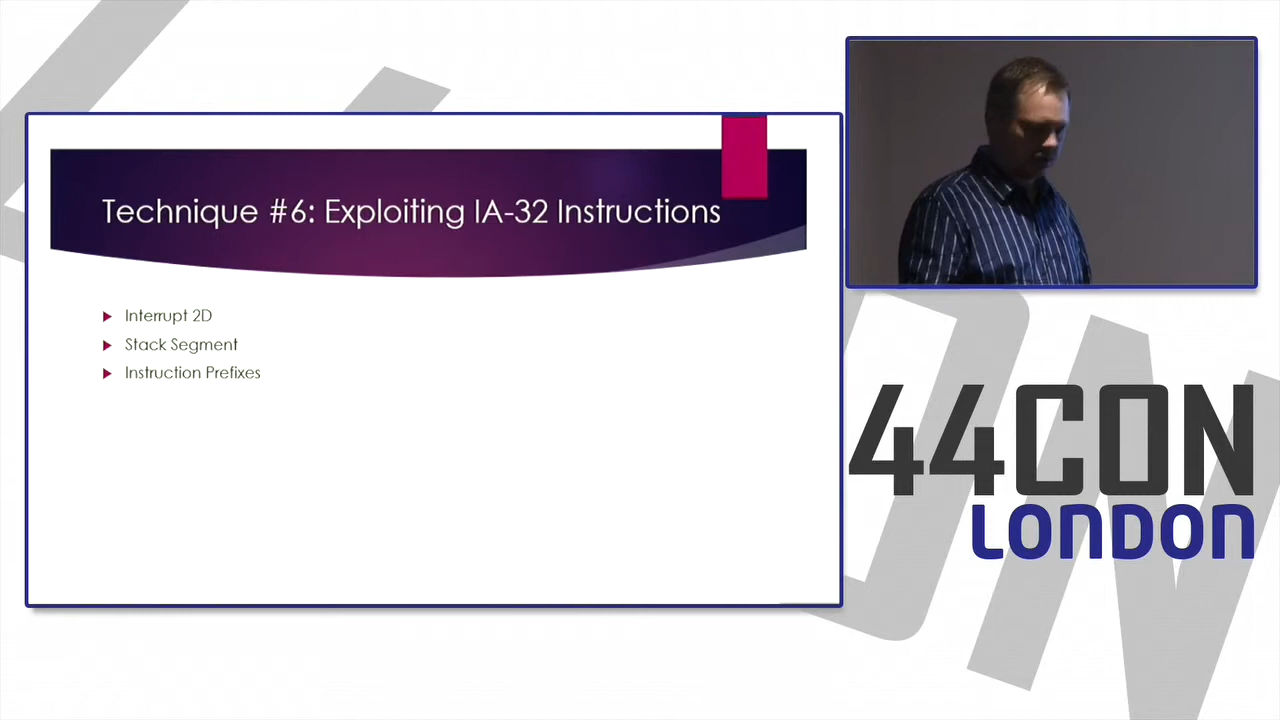 Technique #6: Exploiting IA-32 Instructions
Interrupt 2D
Stack Segment
Instruction Prefixes
44CON
LONDON